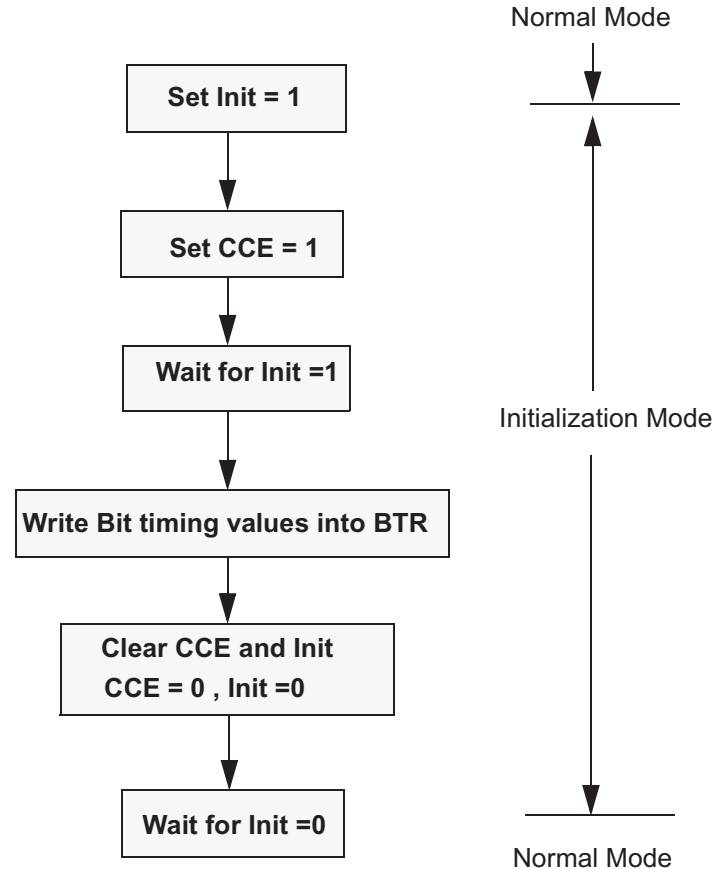 Normal Mode
Set Init = 1
Set CCE = 1
Wait for Init =1
Initialization Mode
Write Bit timing values into BTR
Clear CCE and Init
CCE = 0 , Init =0
Wait for Init =0
Normal Mode